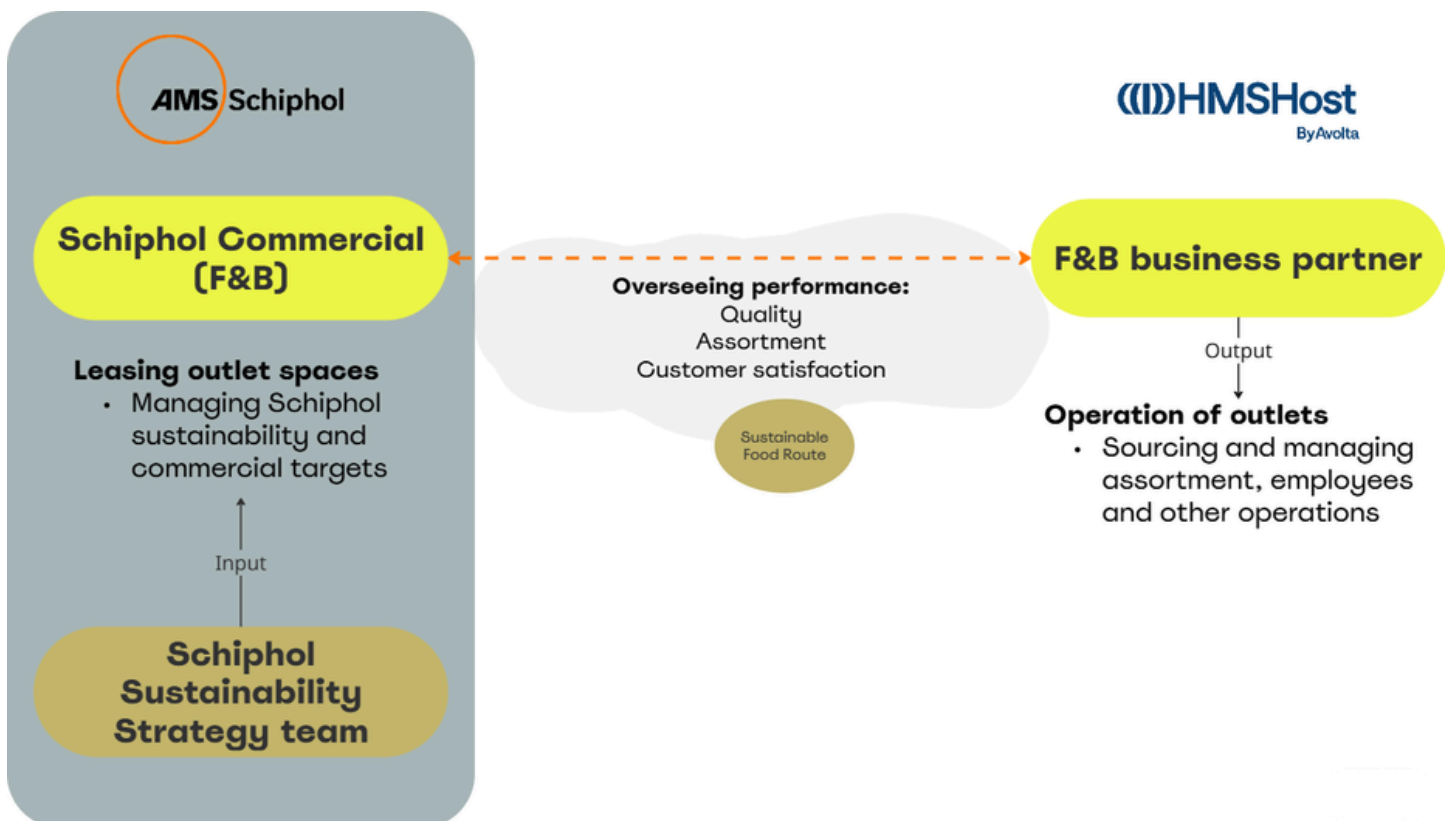 AMS Schiphol
HMSHost
By Avolta
Schiphol Commercial
(F&B)
F&B business partner
Overseeing performance:
Quality
Assortment
Customer satisfaction
Sustainable
Food Route
Leasing outlet spaces
• Managing Schiphol
sustainability and
commercial targets
Output
Operation of outlets
• Sourcing and managing
assortment, employees
and other operations
Input
Schiphol
Sustainability
Strategy team